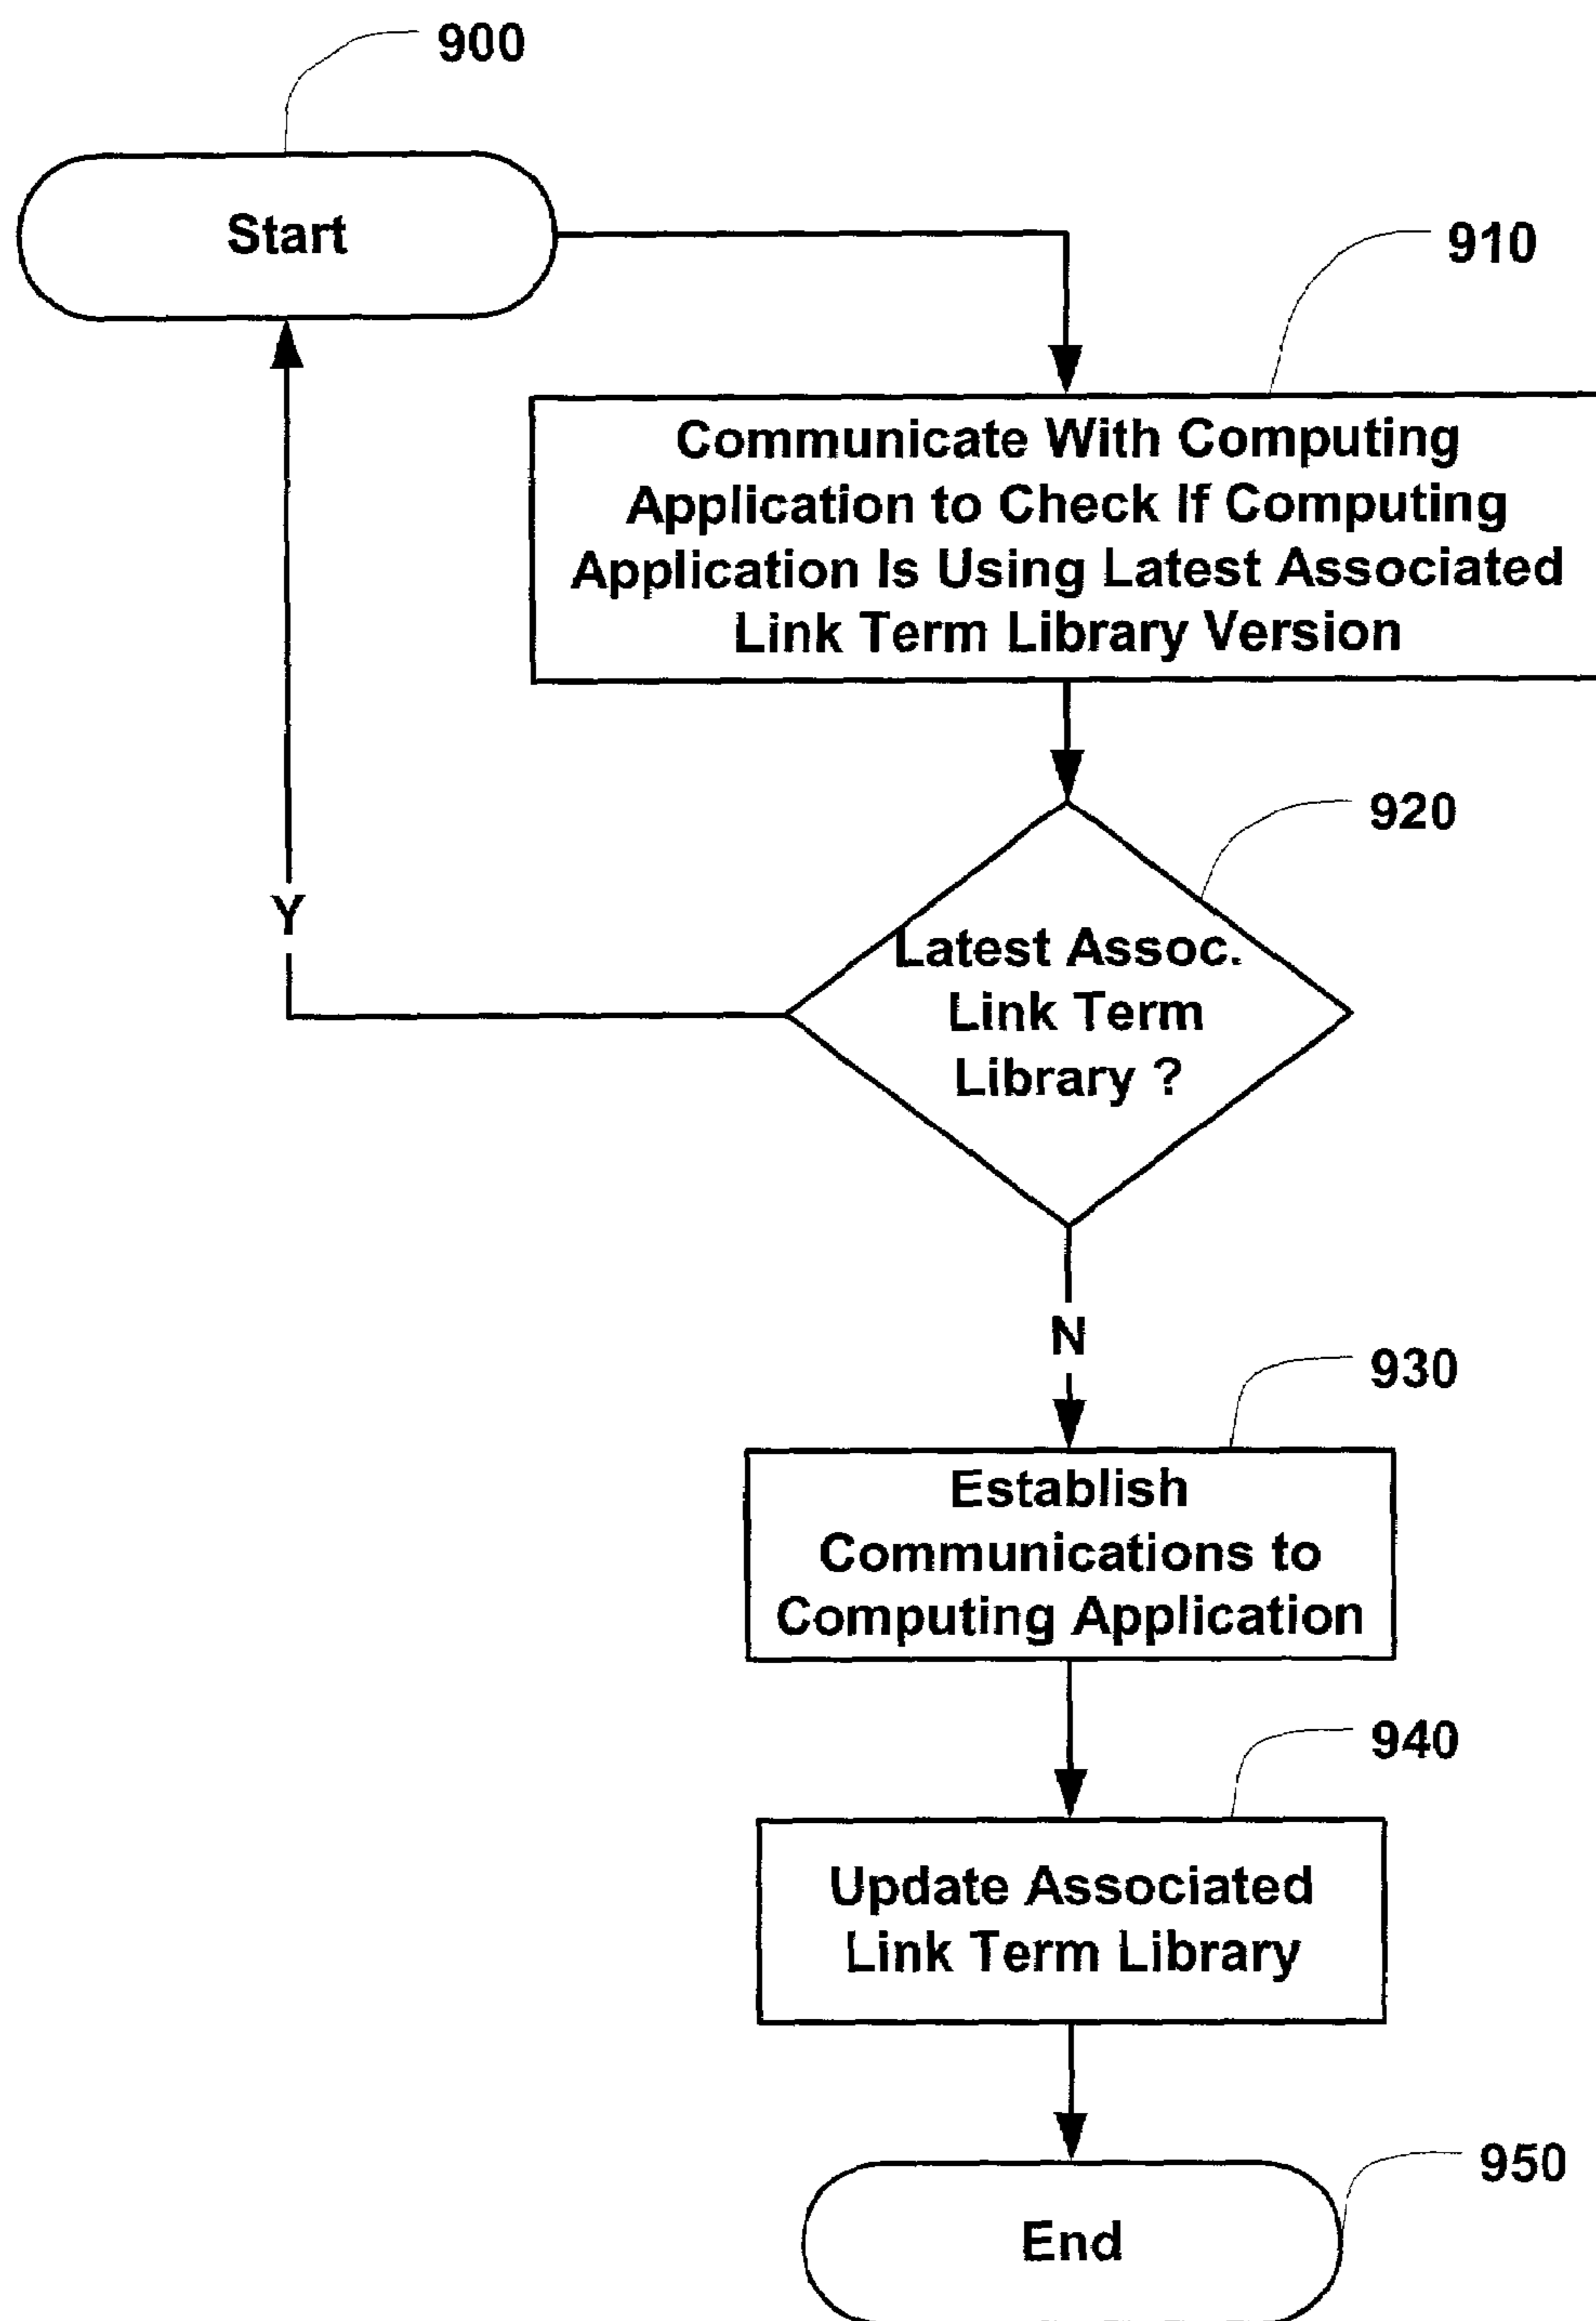 900
Start
910
Communicate With Computing
Application to Check If Computing
Application Is Using Latest Associated
Link Term Library Version
920
Latest Assoc.
Link Term
Library ?
Y
N
930
Establish
Communications to
Computing Application
940
Update Associated
Link Term Library
950
End